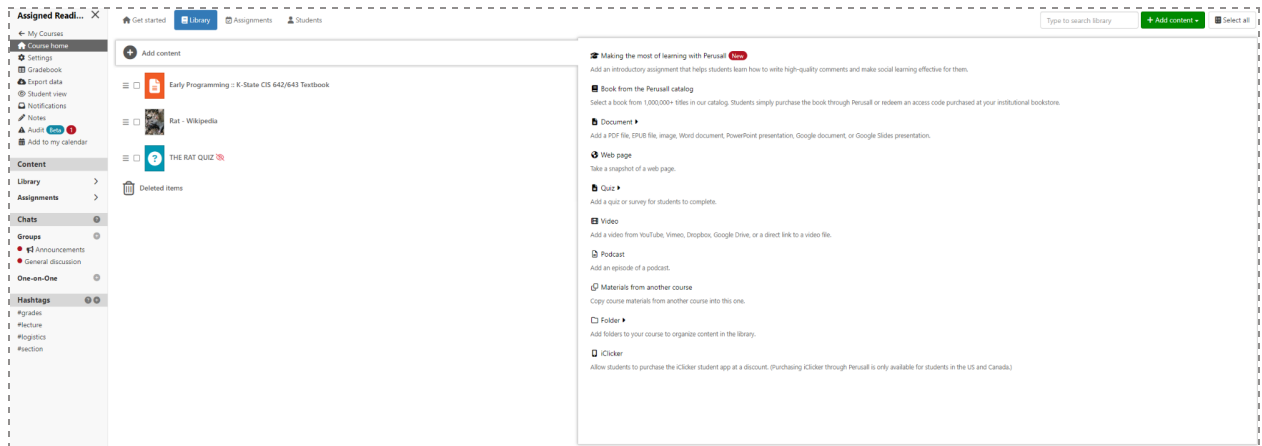 Assigned Readi...
← My Courses
Course home
Settings
Gradebook
Export data
Student view
Notifications
Notes
Audit Beta 1
Add to my calendar
Content
Library
Assignments
Chats
Groups
Announcements
General discussion
One-on-One
Hashtags
#grades
#lecture
#logistics
#section
Get started Library Assignments Students
Type to search library + Add content Select all
Add content
Early Programming :: K-State CIS 642/643 Textbook
Rat - Wikipedia
THE RAT QUIZ
Deleted items
Making the most of learning with Perusall New
Add an introductory assignment that helps students learn how to write high-quality comments and make social learning effective for them.
Book from the Perusall catalog
Select a book from 1,000,000+ titles in our catalog. Students simply purchase the book through Perusall or redeem an access code purchased at your institutional bookstore.
Document
Add a PDF file, EPUB file, image, Word document, PowerPoint presentation, Google document, or Google Slides presentation.
Web page
Take a snapshot of a web page.
Quiz
Add a quiz or survey for students to complete.
Video
Add a video from YouTube, Vimeo, Dropbox, Google Drive, or a direct link to a video file.
Podcast
Add an episode of a podcast.
Materials from another course
Copy course materials from another course into this one.
Folder
Add folders to your course to organize content in the library.
iClicker
Allow students to purchase the iClicker student app at a discount. (Purchasing iClicker through Perusall is only available for students in the US and Canada.)